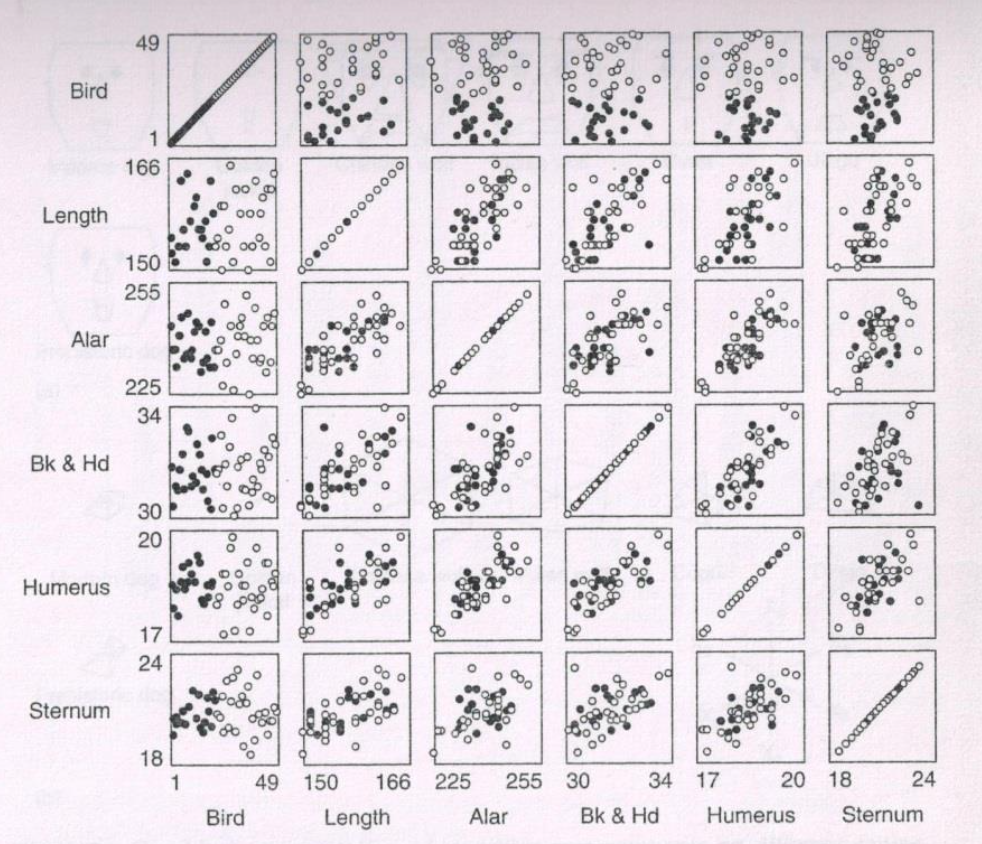 49
Bird
1
166
Length
150
255
Alar
225
34
Bk & Hd
30
20
Humerus
17
24
Sternum
18
1 49 150 166 225 255 30 34 17 20 18 24
Bird Length Alar Bk & Hd Humerus Sternum